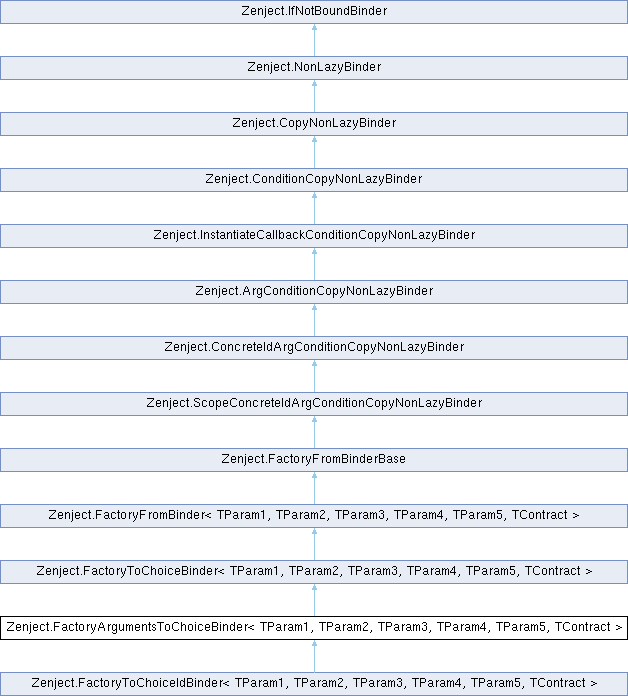 Zenject.IfNotBoundBinder
Zenject.NonLazyBinder
Zenject.CopyNonLazyBinder
Zenject.ConditionCopyNonLazyBinder
Zenject.InstantiateCallbackConditionCopyNonLazyBinder
Zenject.ArgConditionCopyNonLazyBinder
Zenject.ConcreteIdArgConditionCopyNonLazyBinder
Zenject.ScopeConcreteIdArgConditionCopyNonLazyBinder
Zenject.FactoryFromBinderBase
Zenject.FactoryFromBinder< TParam1, TParam2, TParam3, TParam4, TParam5, TContract >
Zenject.FactoryToChoiceBinder< TParam1, TParam2, TParam3, TParam4, TParam5, TContract >
Zenject.FactoryArgumentsToChoiceBinder< TParam1, TParam2, TParam3, TParam4, TParam5, TContract >
Zenject.FactoryToChoiceIdBinder< TParam1, TParam2, TParam3, TParam4, TParam5, TContract >